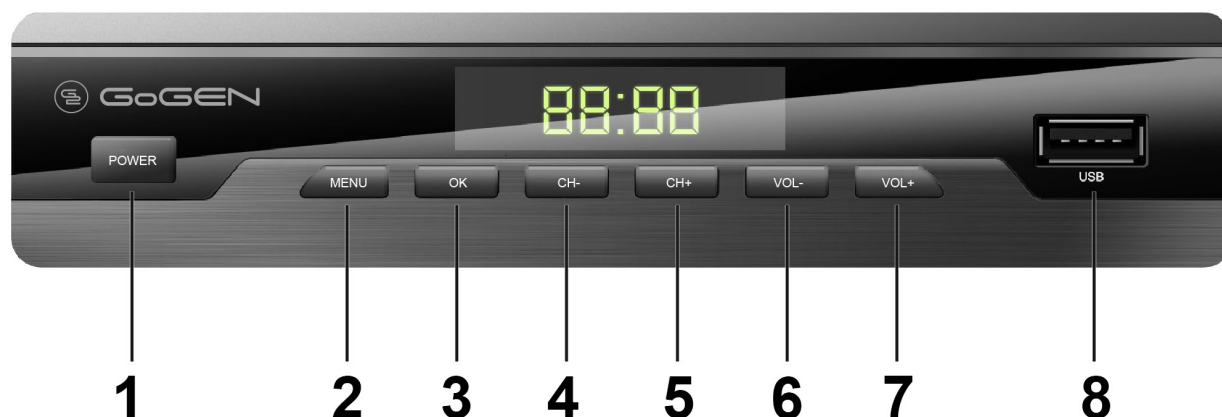 GoGEN
88:88
POWER
MENU OK CH- CH+ VOL- VOL+
USB
1 2 3 4 5 6 7 8